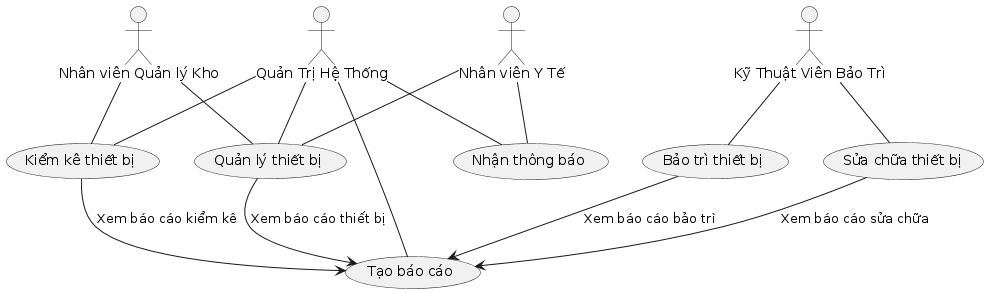 Nhân viên Quản lý Kho
Quản Trị Hệ Thống
Nhân viên Y Tế
Kỹ Thuật Viên Bảo Trì
Kiểm kê thiết bị
Quản lý thiết bị
Nhận thông báo
Bảo trì thiết bị
Sửa chữa thiết bị
Xem báo cáo kiểm kê
Xem báo cáo thiết bị
Xem báo cáo bảo trì
Xem báo cáo sửa chữa
Tạo báo cáo